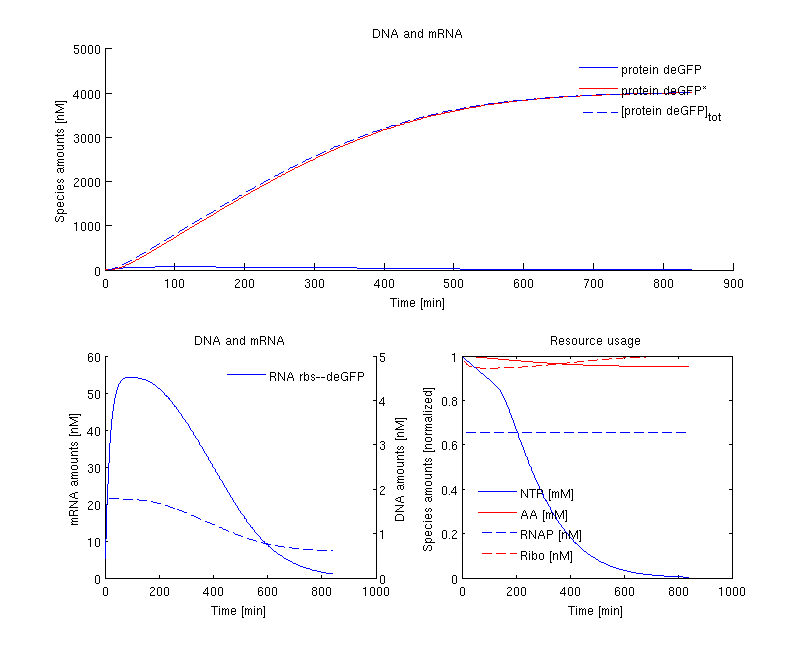 DNA and mRNA
5000
4000
3000
2000
1000
0
Species amounts [nM]
protein deGFP
protein deGFP*
[protein deGFP]tot
0 100 200 300 400 500 600 700 800 900
Time [min]
DNA and mRNA
60
50
40
30
20
10
0
mRNA amounts [nM]
RNA rbs--deGFP
5
4
3
2
1
0
DNA amounts [nM]
0 200 400 600 800 1000
Time [min]
Resource usage
1
0.8
0.6
0.4
0.2
0
Species amounts [normalized]
NTP [mM]
AA [mM]
RNAP [nM]
Ribo [nM]
0 200 400 600 800 1000
Time [min]